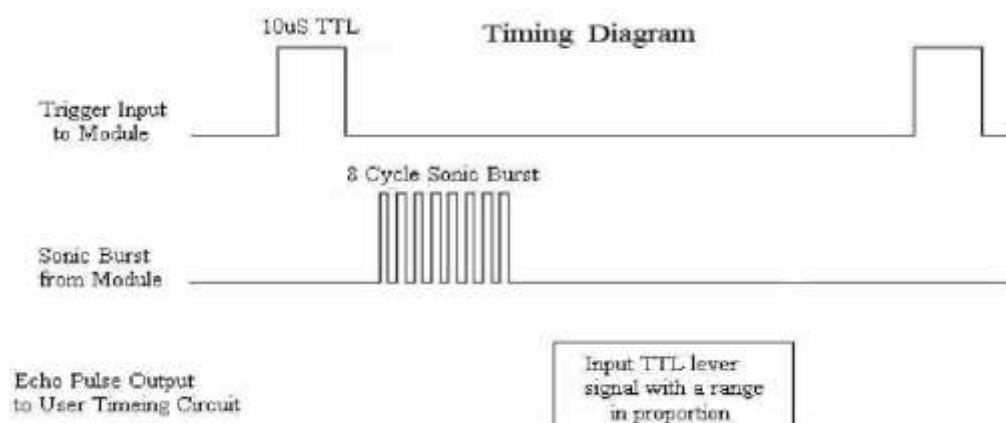 10uS TTL
Timing Diagram
Trigger Input
to Module
8 Cycle Sonic Burst
Sonic Burst
from Module
Echo Pulse Output
to User Timeing Circuit
Input TTL lever
signal with a range
in proportion